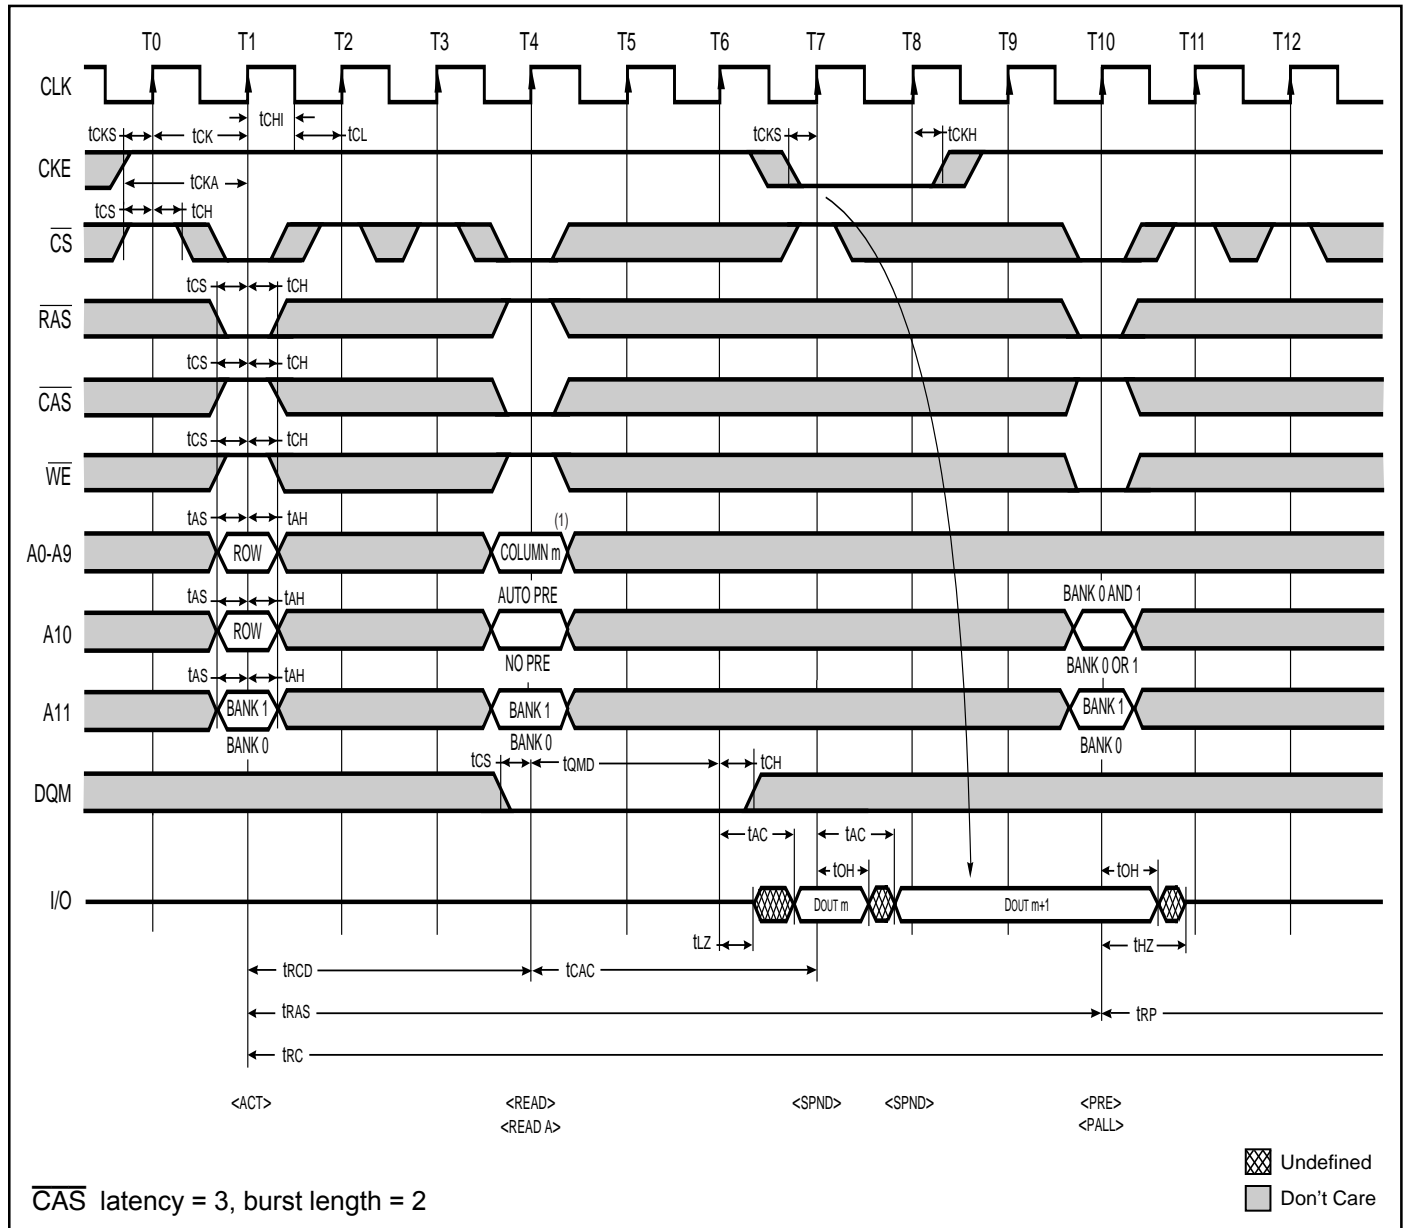 T0 T1 T2 T3 T4 T5 T6 T7 T8 T9 T10 T11 T12
CLK
tCHI
tCKS tCK tCL tCKS tCKH
CKE
tCKA
tCS tCH
CS
tCS tCH
RAS
tCS tCH
CAS
tCS tCH
WE
tAS tAH (1)
A0-A9 ROW COLUMN m
tAS tAH AUTO PRE BANK 0 AND 1
A10 ROW
NO PRE BANK 0 OR 1
tAS tAH
A11 BANK 1 BANK 1 BANK 1
BANK 0 BANK 0 BANK 0
tCS tQMD tCH
DQM
tAC tAC
tOH tOH
I/O DOUT m DOUT m+1
tLZ tHZ
tRCD tCAC
tRAS tRP
tRC
<ACT> <READ> <SPND> <SPND> <PRE>
<READ A> <PALL>
Undefined
Don't Care
CAS latency = 3, burst length = 2